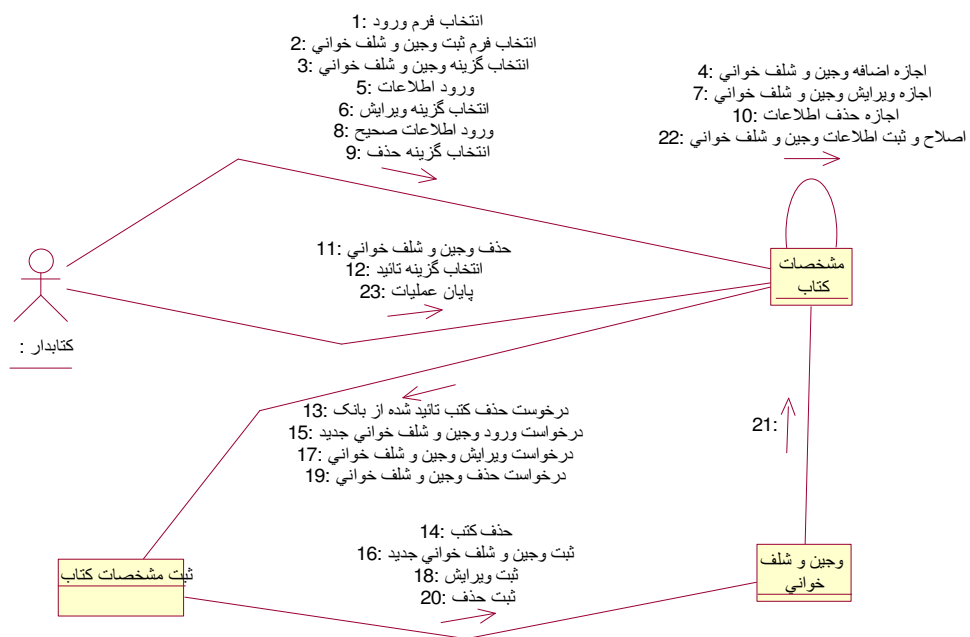 1: انتخاب فرم ورود
2: انتخاب فرم ثبت وجين و شلف خواني
3: انتخاب گزينه وجين و شلف خواني
5: ورود اطلاعات
6: انتخاب گزينه ويرايش
8: ورود اطلاعات صحيح
9: انتخاب گزينه حذف
4: اجازه اضافه وجين و شلف خواني
7: اجازه ويرايش وجين و شلف خواني
10: اجازه حذف اطلاعات
22: اصلاح و ثبت اطلاعات وجين و شلف خواني
11: حذف وجين و شلف خواني
12: انتخاب گزينه تائيد
23: پايان عمليات
مشخصات
كتاب
: كتابدار
13: درخوست حذف كتب تائيد شده از بانک
15: درخواست ورود وجين و شلف خواني جديد
17: درخواست ويرايش وجين و شلف خواني
19: درخواست حذف وجين و شلف خواني
21:
14: حذف كتب
16: ثبت وجين و شلف خواني جديد
18: ثبت ويرايش
20: ثبت حذف
ثبت مشخصات كتاب
وجين و شلف
خواني